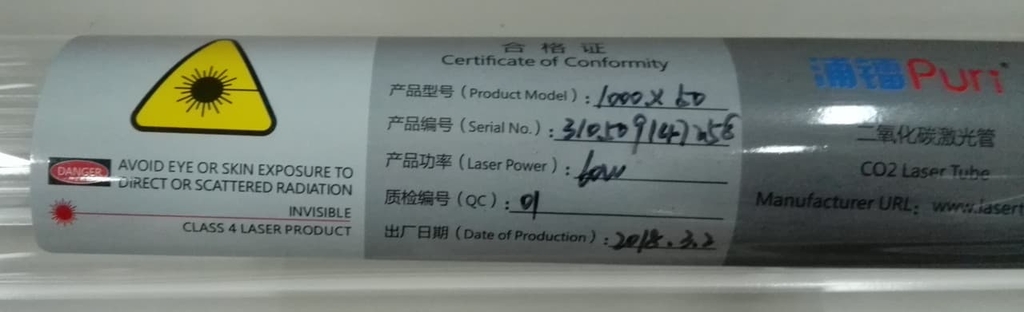 DANGER
AVOID EYE OR SKIN EXPOSURE TO
DIRECT OR SCATTERED RADIATION
INVISIBLE
CLASS 4 LASER PRODUCT
合格证
Certificate of Conformity
产品型号(Product Model):1000 X 60
产品编号(Serial No.):
产品功率(Laser Power):60W
质检编号(QC):01
出厂日期(Date of Production):2018.3.2
浦镭Puri
二氧化碳激光管
CO2 Laser Tube
Manufacturer URL:www.lasert